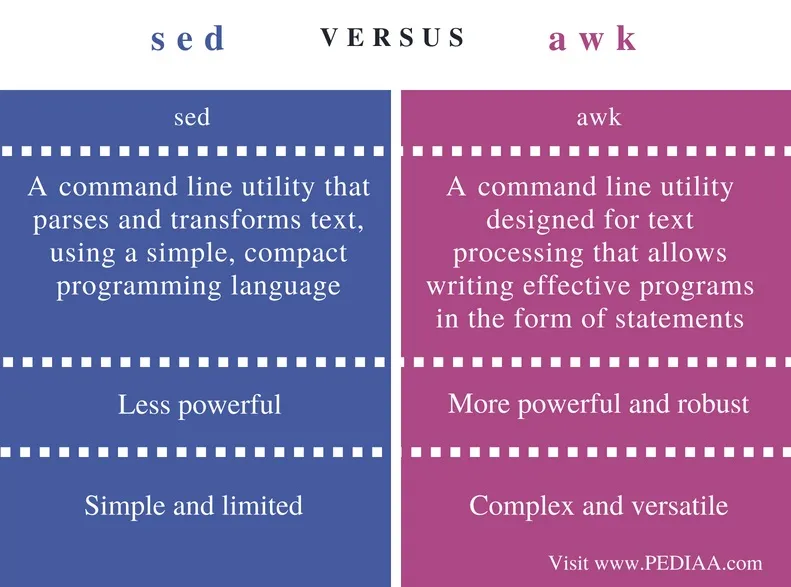 sed VERSUS awk
sed
A command line utility that
parses and transforms text,
using a simple, compact
programming language
Less powerful
Simple and limited
awk
A command line utility
designed for text
processing that allows
writing effective programs
in the form of statements
More powerful and robust
Complex and versatile
Visit www.PEDIAA.com